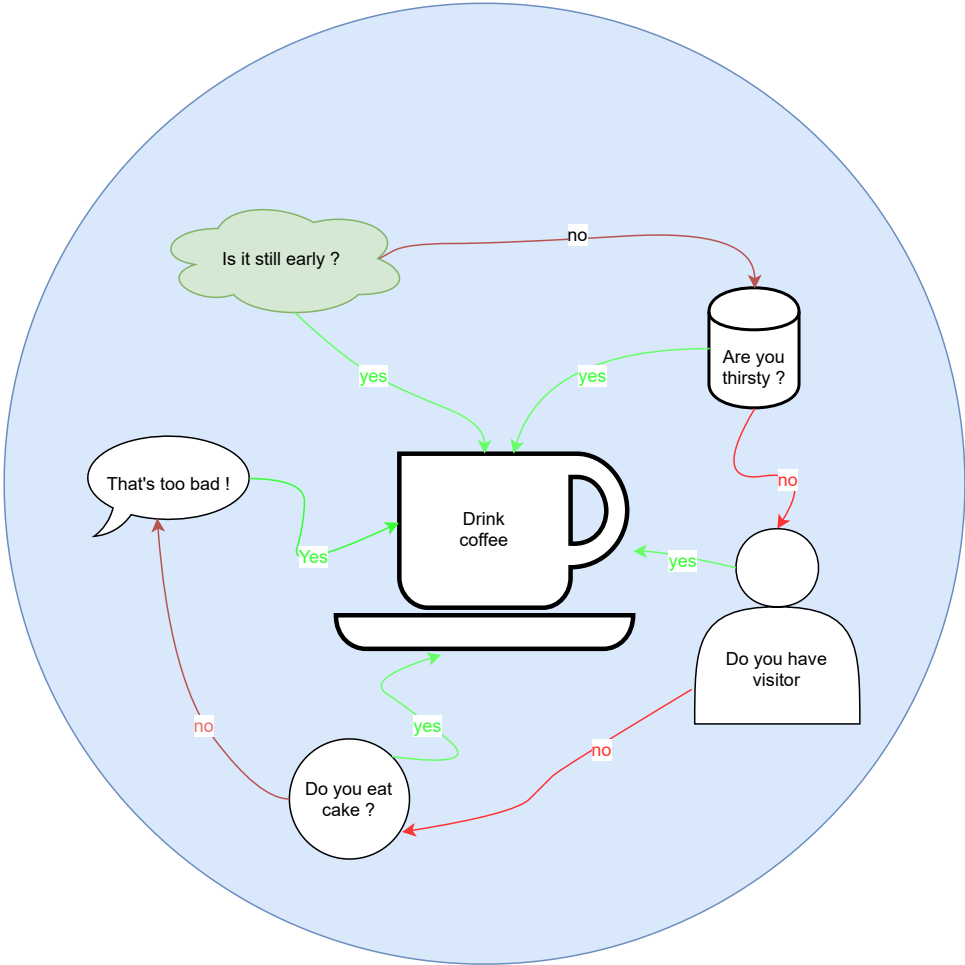 Is it still early ?
no
yes
yes
Are you
thirsty ?
no
That's too bad !
Yes
Drink
coffee
yes
Do you have
visitor
no
yes
no
Do you eat
cake ?